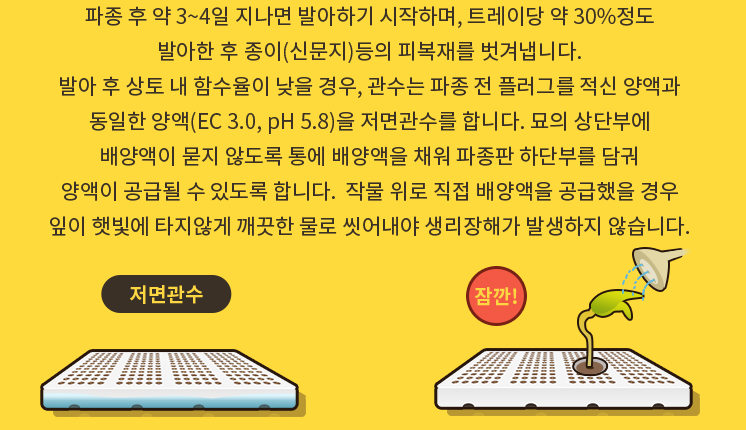 파종 후 약 3~4일 지나면 발아하기 시작하며, 트레이당 약 30%정도
발아한 후 종이(신문지)등의 피복재를 벗겨냅니다.
발아 후 상토 내 함수율이 낮을 경우, 관수는 파종 전 플러그를 적신 양액과
동일한 양액(EC 3.0, pH 5.8)을 저면관수를 합니다. 묘의 상단부에
배양액이 묻지 않도록 통에 배양액을 채워 파종판 하단부를 담궈
양액이 공급될 수 있도록 합니다. 작물 위로 직접 배양액을 공급했을 경우
잎이 햇빛에 타지않게 깨끗한 물로 씻어내야 생리장해가 발생하지 않습니다.
저면관수
잠깐!